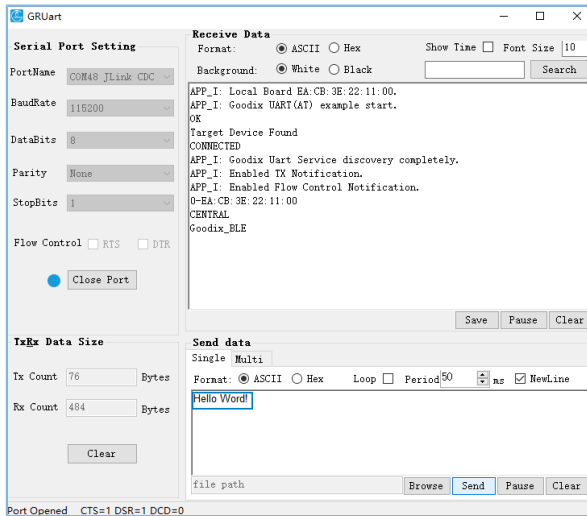 GRUart
Serial Port Setting
PortName COM48 JLink CDC
BaudRate 115200
DataBits 8
Parity None
StopBits 1
Flow Control RTS DTR
Close Port
Receive Data
Format: ASCII Hex Show Time Font Size 10
Background: White Black Search
APP_I: Local Board EA:CB:3E:22:11:00.
APP_I: Goodix UART(AT) example start.
OK
Target Device Found
CONNECTED
APP_I: Goodix Uart Service discovery completely.
APP_I: Enabled TX Notification.
APP_I: Enabled Flow Control Notification.
0-EA:CB:3E:22:11:00
CENTRAL
Goodix_BLE
Save Pause Clear
TxRx Data Size
Tx Count 76 Bytes
Rx Count 484 Bytes
Clear
Send data
Single Multi
Format: ASCII Hex Loop Period 50 ms NewLine
Hello Word!
file path Browse Send Pause Clear
Port Opened CTS=1 DSR=1 DCD=0